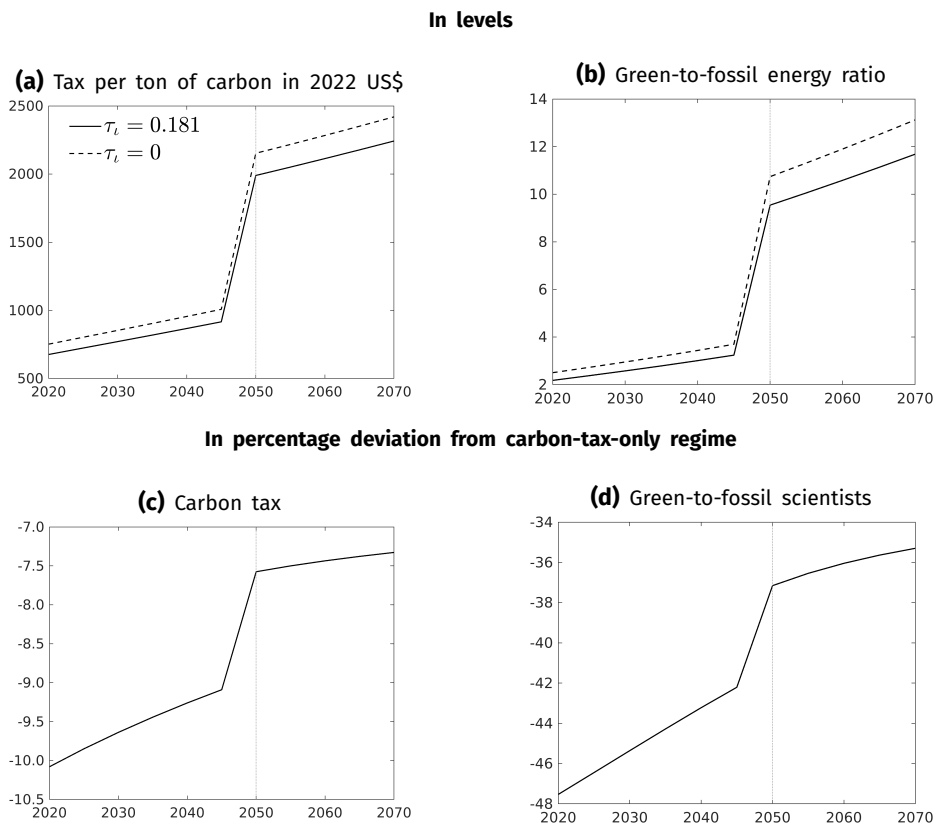 In levels
(a) Tax per ton of carbon in 2022 US$
2500
2000
1500
1000
500
2020 2030 2040 2050 2060 2070
τι = 0.181
τι = 0
(b) Green-to-fossil energy ratio
14
12
10
8
6
4
2
2020 2030 2040 2050 2060 2070
In percentage deviation from carbon-tax-only regime
(c) Carbon tax
-7.0
-7.5
-8.0
-8.5
-9.0
-9.5
-10.0
-10.5
2020 2030 2040 2050 2060 2070
(d) Green-to-fossil scientists
-34
-36
-38
-40
-42
-44
-46
-48
2020 2030 2040 2050 2060 2070